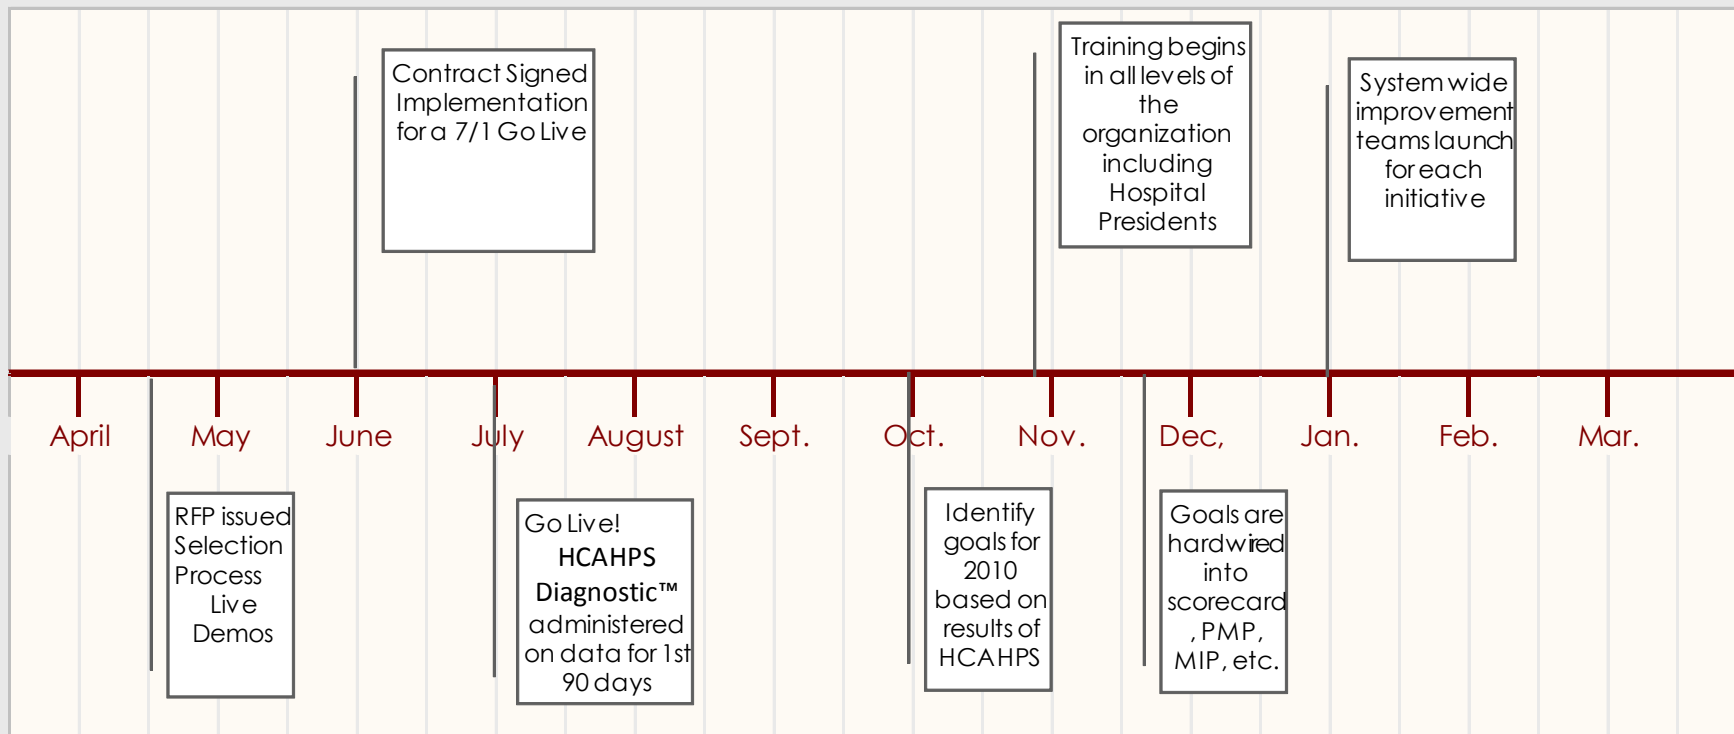 Contract Signed
Implementation
for a 7/1 Go Live
Training begins
in all levels of
the
organization
including
Hospital
Presidents
System wide
improvement
teams launch
for each
initiative
April May June July August Sept. Oct. Nov. Dec, Jan. Feb. Mar.
RFP issued
Selection
Process
Live
Demos
Go Live!
HCAHPS
Diagnostic™
administered
on data for 1st
90 days
Identify
goals for
2010
based on
results of
HCAHPS
Goals are
hardwired
into
scorecard
, PMP,
MIP, etc.